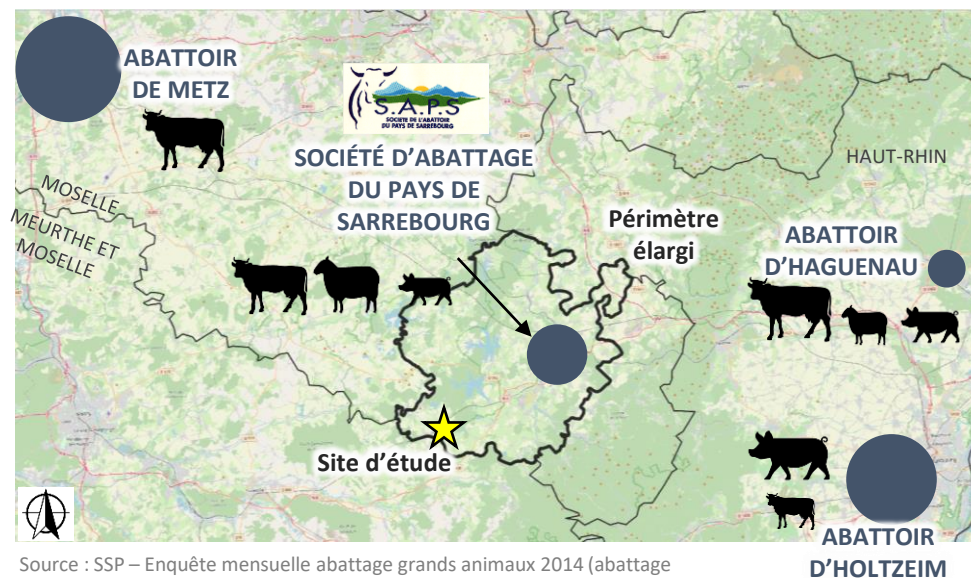 ABATTOIR
DE METZ
S.A.P.S
SOCIETE DE L'ABATTOIR
DU PAYS DE SARREBOURG
SOCIÉTÉ D'ABATTAGE
DU PAYS DE
SARREBOURG
HAUT-RHIN
MOSELLE
MEURTHE ET
MOSELLE
Périmètre
élargi
ABATTOIR
D'HAGUENAU
Site d'étude
ABATTOIR
D'HOLTZEIM
Source : SSP – Enquête mensuelle abattage grands animaux 2014 (abattage